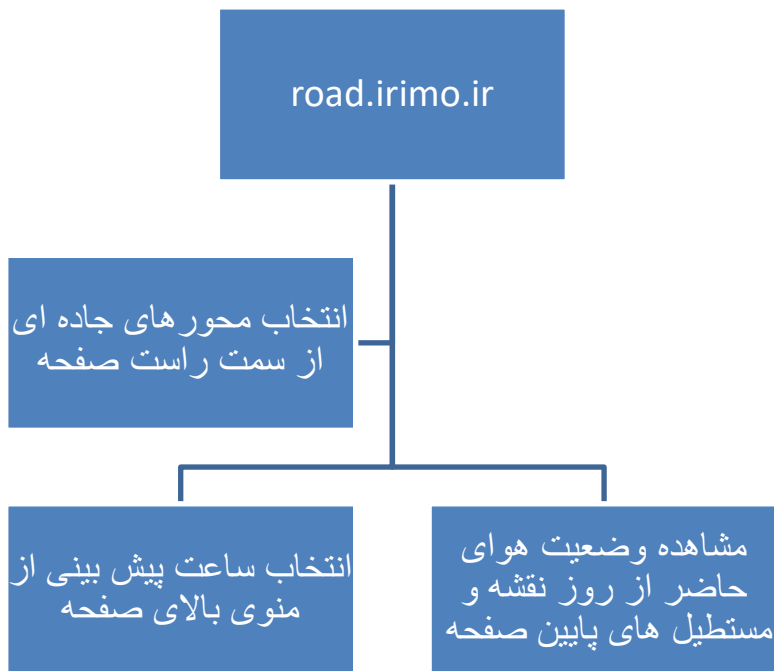 road.irimo.ir
انتخاب محورهای جاده ای
از سمت راست صفحه
مشاهده وضعیت هوای
حاضر از روز نقشه و
مستطیل های پایین صفحه
انتخاب ساعت پیش بینی از
منوی بالای صفحه